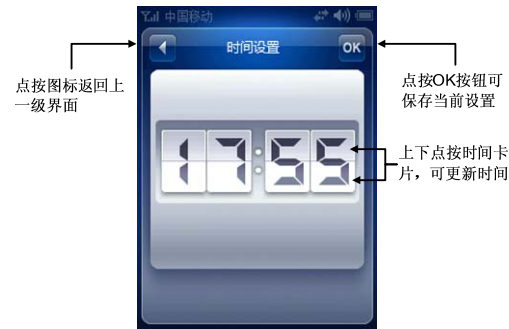 中国移动
时间设置
OK
点按图标返回上
一级界面
点按OK按钮可
保存当前设置
17:55
上下点按时间卡
片，可更新时间